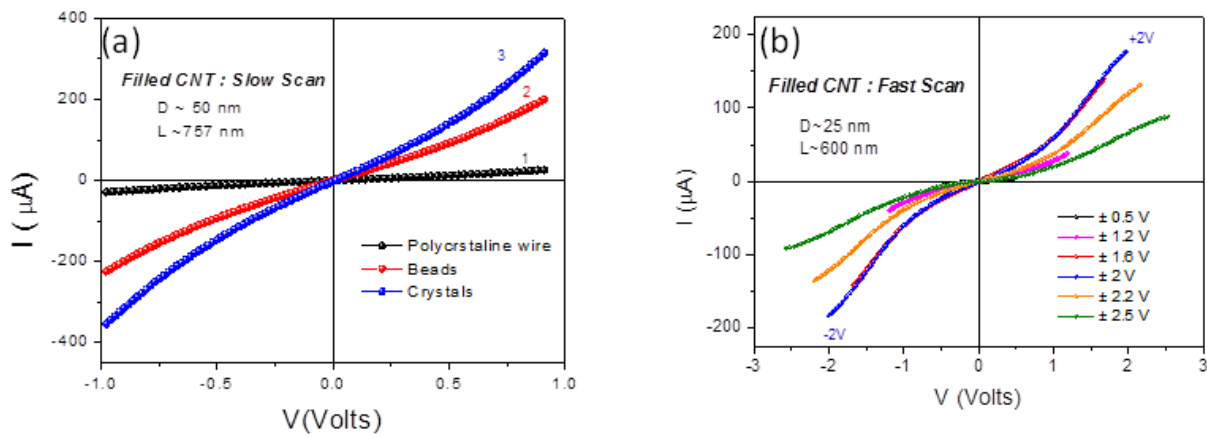 (a)
Filled CNT : Slow Scan
D ~ 50 nm
L ~757 nm
3
2
1
400
200
0
-200
-400
I ( μA)
Polycrstaline wire
Beads
Crystals
-1.0 -0.5 0.0 0.5 1.0
V(Volts)
(b)
+2V
Filled CNT : Fast Scan
D~25 nm
L~600 nm
200
100
0
-100
-200
I ( μA)
± 0.5 V
± 1.2 V
± 1.6 V
± 2 V
± 2.2 V
± 2.5 V
-2V
-3 -2 -1 0 1 2 3
V (Volts)